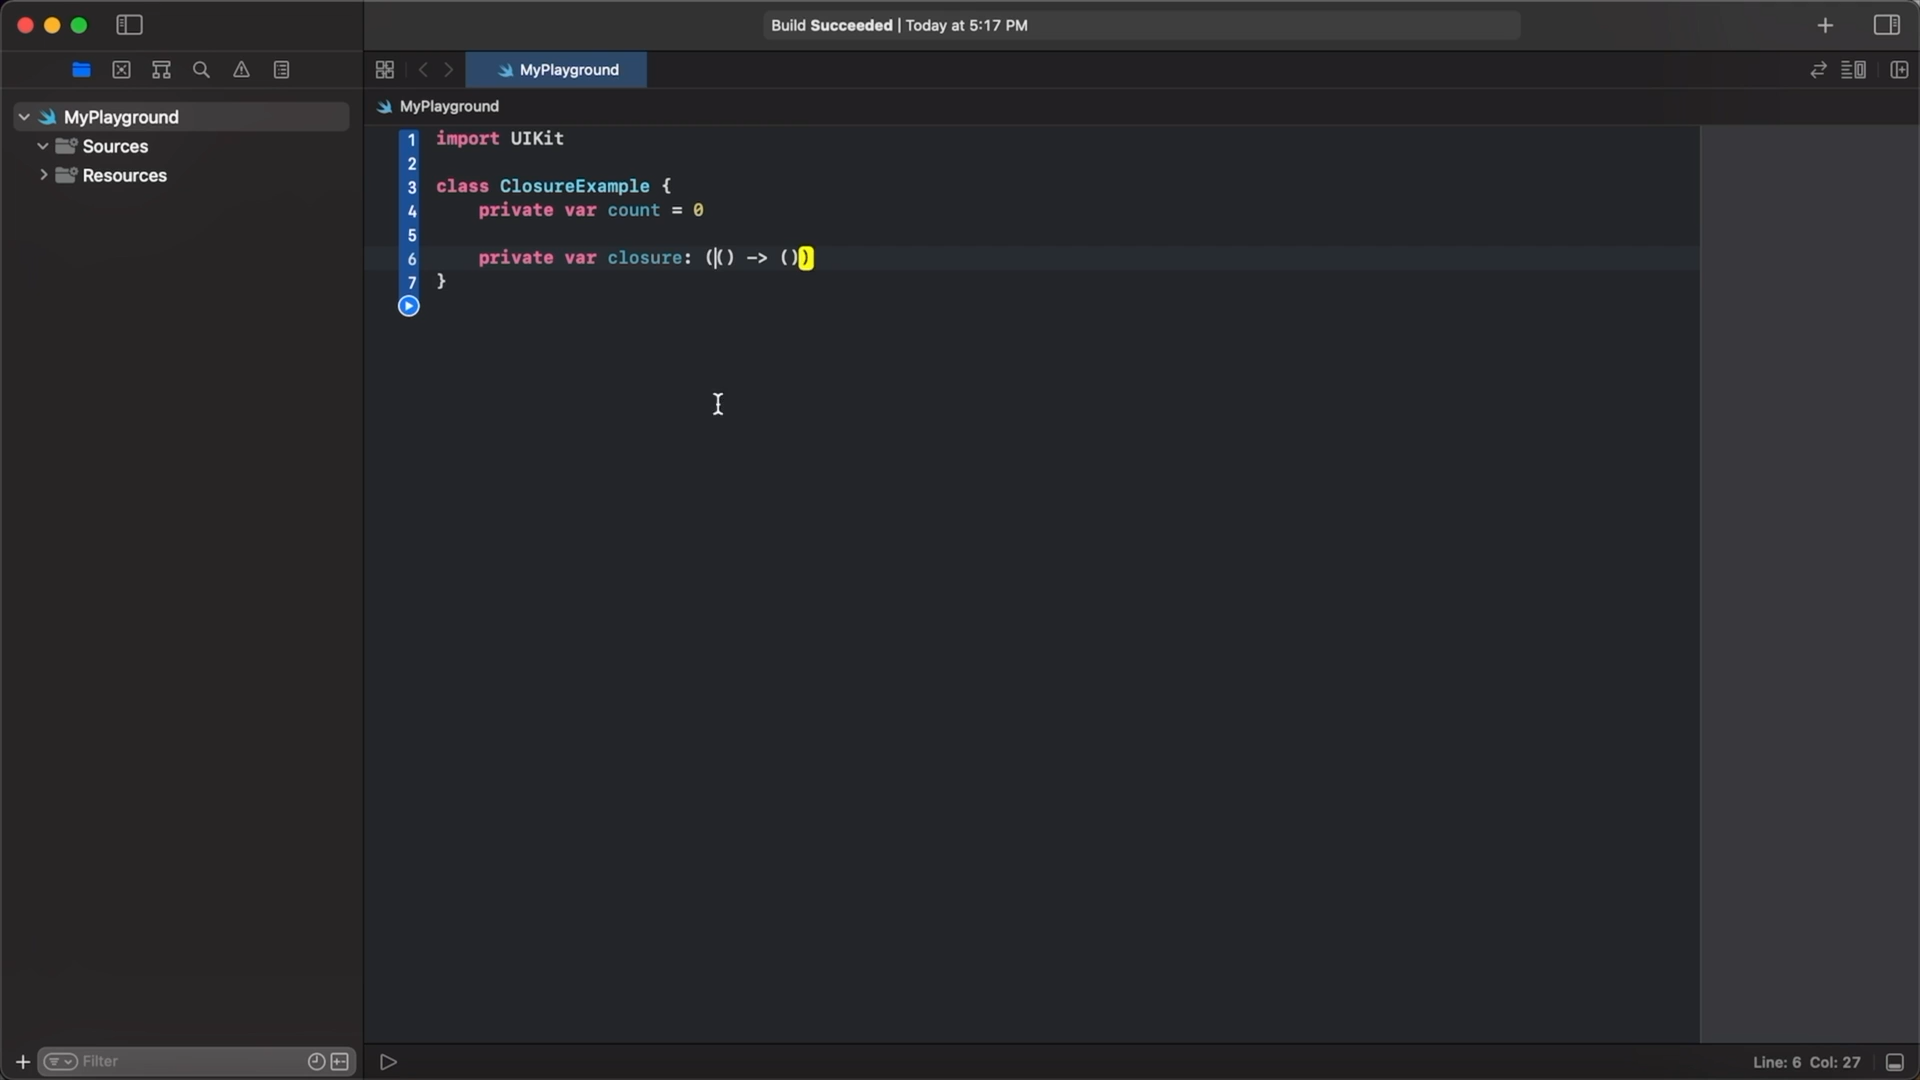 Build Succeeded | Today at 5:17 PM
MyPlayground
MyPlayground
MyPlayground
Sources
Resources
1 import UIKit
2
3 class ClosureExample {
4 private var count = 0
5
6 private var closure: (() -> ())
7 }
Filter
Line: 6 Col: 27